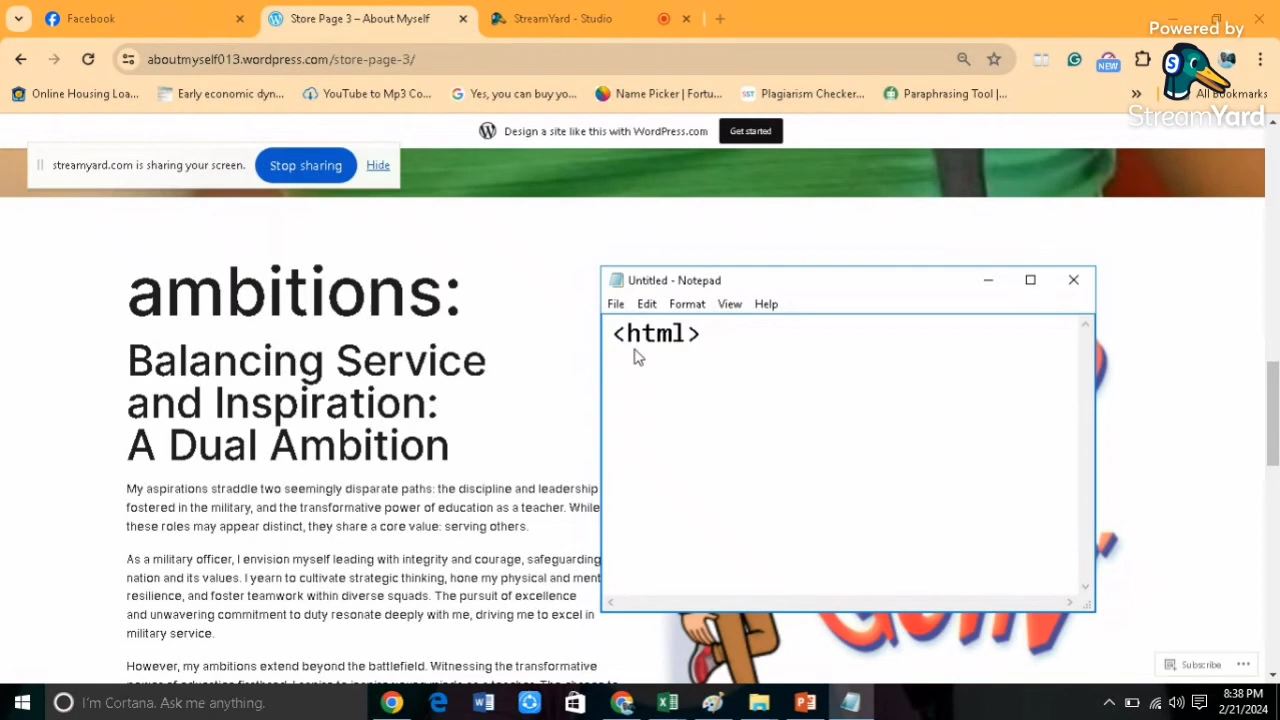 Facebook
Store Page 3 – About Myself
StreamYard - Studio
Powered by
StreamYard
aboutmyself013.wordpress.com/store-page-3/
NEW
Online Housing Loa...
Early economic dyn...
YouTube to Mp3 Co...
Yes, you can buy yo...
Name Picker | Fortu...
SST
Plagiarism Checker...
Paraphrasing Tool |...
All Bookmarks
Design a site like this with WordPress.com
Get started
streamyard.com is sharing your screen.
Stop sharing
Hide
ambitions:
Balancing Service
and Inspiration:
A Dual Ambition
My aspirations straddle two seemingly disparate paths: the discipline and leadership
fostered in the military, and the transformative power of education as a teacher. While
these roles may appear distinct, they share a core value: serving others.
As a military officer, I envision myself leading with integrity and courage, safeguarding
nation and its values. I yearn to cultivate strategic thinking, hone my physical and ment
resilience, and foster teamwork within diverse squads. The pursuit of excellence
and unwavering commitment to duty resonate deeply with me, driving me to excel in
military service.
However, my ambitions extend beyond the battlefield. Witnessing the transformative
Untitled - Notepad
File Edit Format View Help
<html>
Subscribe
I'm Cortana. Ask me anything.
8:38 PM
2/21/2024